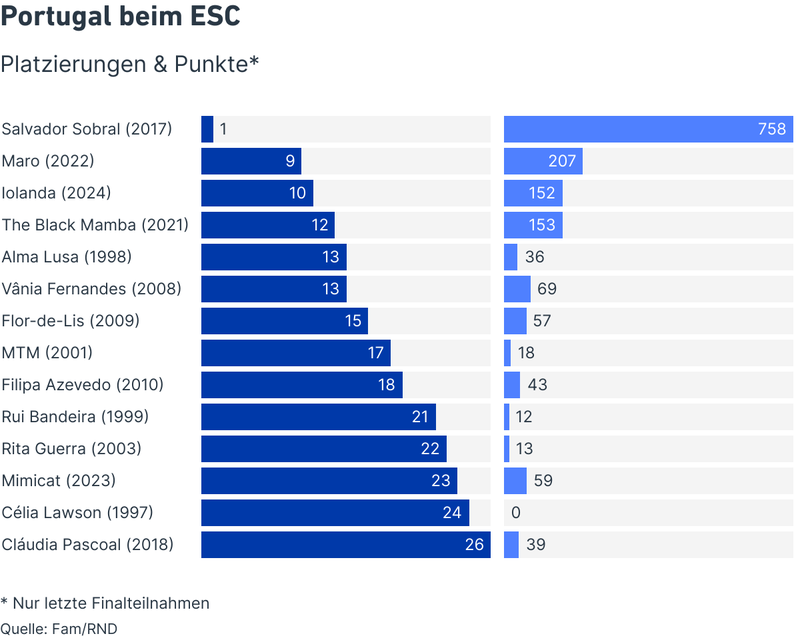 Portugal beim ESC
Platzierungen & Punkte*
Salvador Sobral (2017) 1 758
Maro (2022) 9 207
Iolanda (2024) 10 152
The Black Mamba (2021) 12 153
Alma Lusa (1998) 13 36
Vânia Fernandes (2008) 13 69
Flor-de-Lis (2009) 15 57
MTM (2001) 17 18
Filipa Azevedo (2010) 18 43
Rui Bandeira (1999) 21 12
Rita Guerra (2003) 22 13
Mimicat (2023) 23 59
Célia Lawson (1997) 24 0
Cláudia Pascoal (2018) 26 39
* Nur letzte Finalteilnahmen
Quelle: Fam/RND